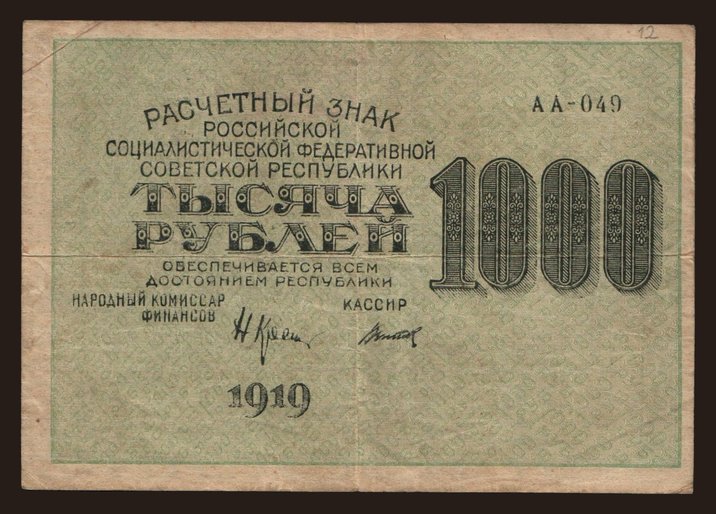 12
АА-049
РАСЧЕТНЫЙ ЗНАК
РОССИЙСКОЙ
СОЦИАЛИСТИЧЕСКОЙ ФЕДЕРАТИВНОЙ
СОВЕТСКОЙ РЕСПУБЛИКИ
ТЫСЯЧА
РУБЛЕЙ
1000
ОБЕСПЕЧИВАЕТСЯ ВСЕМ
ДОСТОЯНИЕМ РЕСПУБЛИКИ
НАРОДНЫЙ КОМИССАР
ФИНАНСОВ
КАССИР
1919